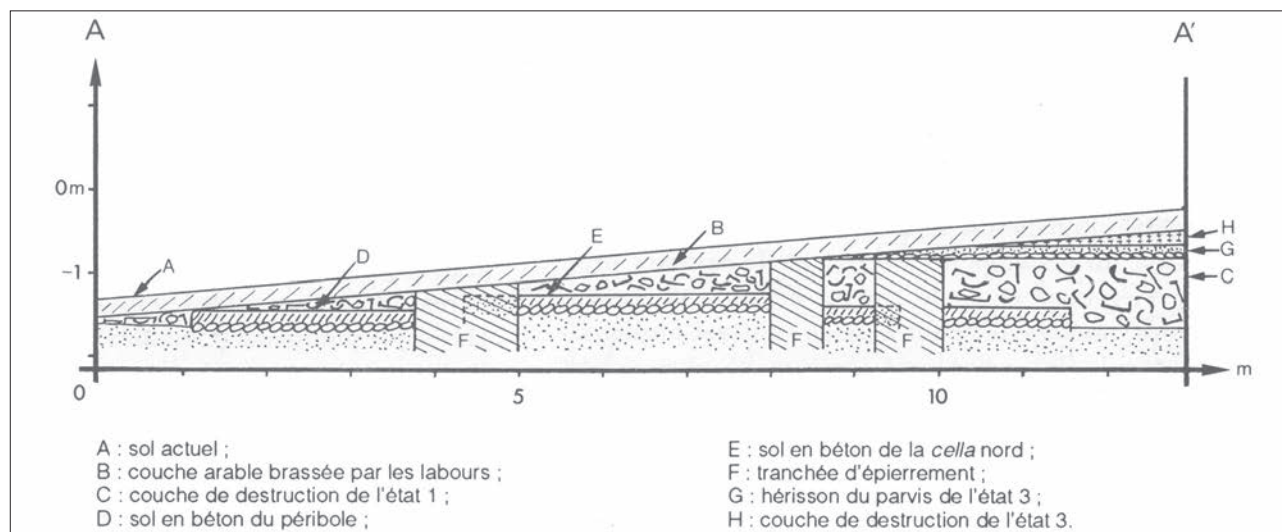 A A'
0m
B
H
E
G
D
A
-1
C
F F F
m
0 5 10
A : sol actuel ;
B : couche arable brassée par les labours ;
C : couche de destruction de l'état 1 ;
D : sol en béton du péribole ;
E : sol en béton de la cella nord ;
F : tranchée d'épierrement ;
G : hérisson du parvis de l'état 3 ;
H : couche de destruction de l'état 3.